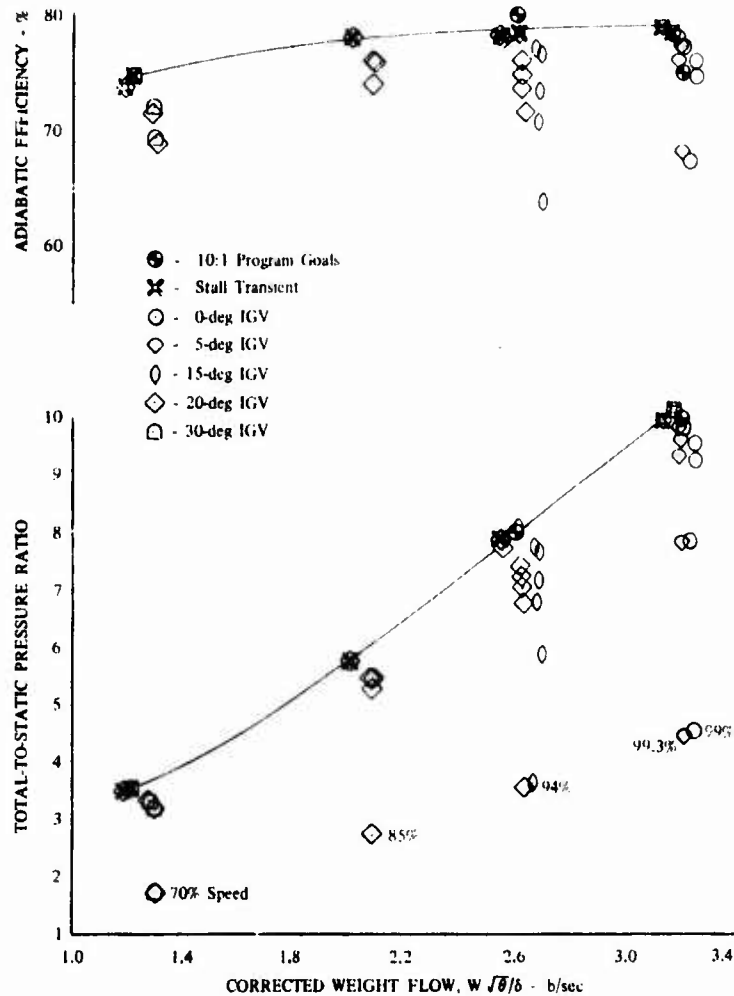 ADIABATIC EFFICIENCY - %
80
70
60
- 10:1 Program Goals
- Stall Transient
- 0-deg IGV
- 5-deg IGV
- 15-deg IGV
- 20-deg IGV
- 30-deg IGV
TOTAL-TO-STATIC PRESSURE RATIO
10
9
8
7
6
5
4
3
2
1
99.3%
99%
94%
85%
70% Speed
1.0
1.4
1.8
2.2
2.6
3.0
3.4
CORRECTED WEIGHT FLOW, W √θ/δ - b/sec